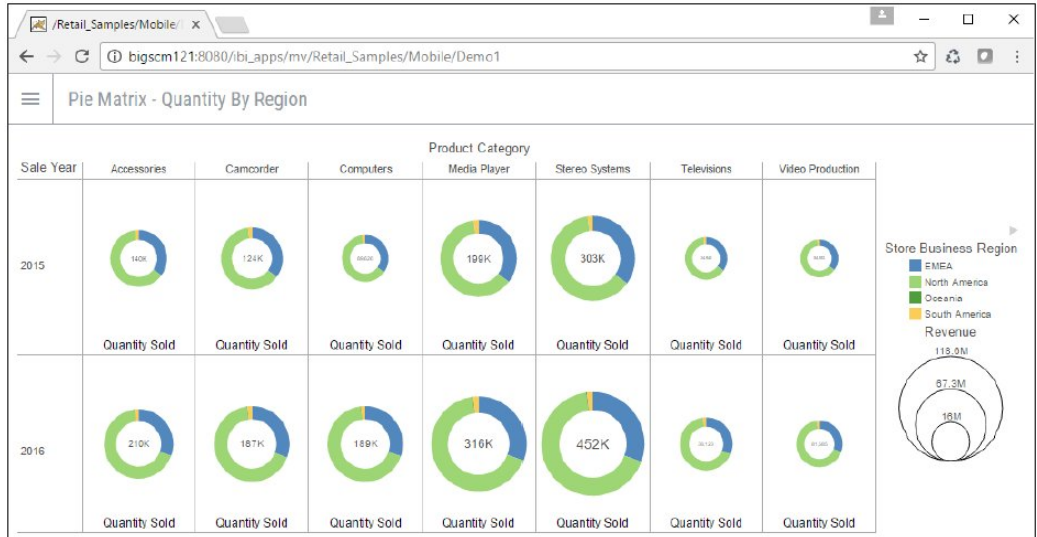 /Retail_Samples/Mobile/
bigscm121:8080/ibi_apps/mv/Retail_Samples/Mobile/Demo1
Pie Matrix - Quantity By Region
Product Category
Sale Year Accessories Camcorder Computers Media Player Stereo Systems Televisions Video Production
2015 140K 124K 199K 303K
Quantity Sold Quantity Sold Quantity Sold Quantity Sold Quantity Sold Quantity Sold Quantity Sold
2016 210K 187K 189K 316K 452K
Quantity Sold Quantity Sold Quantity Sold Quantity Sold Quantity Sold Quantity Sold Quantity Sold
Store Business Region
EMEA
North America
Oceania
South America
Revenue
67.3M
16M